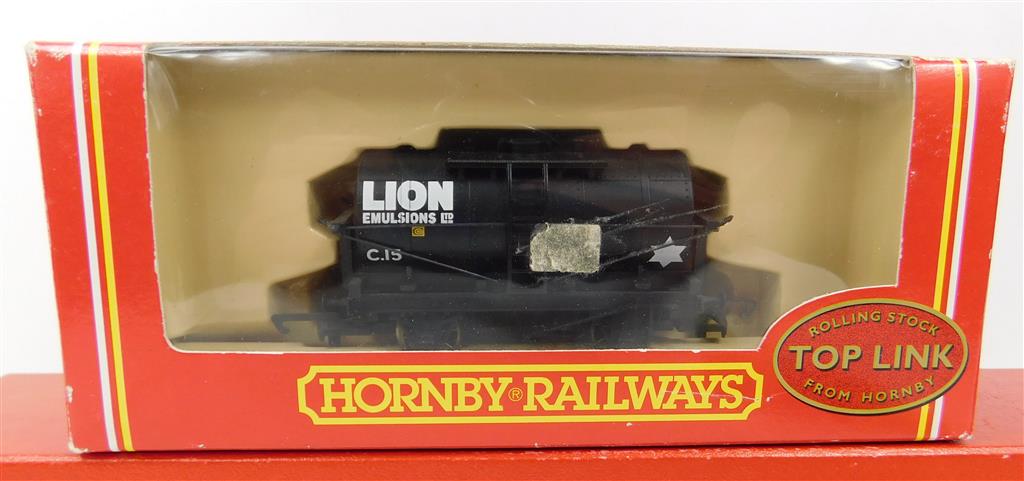 LION
EMULSIONS LTD
C.15
ROLLING STOCK
TOP LINK
FROM HORNBY
HORNBY® RAILWAYS